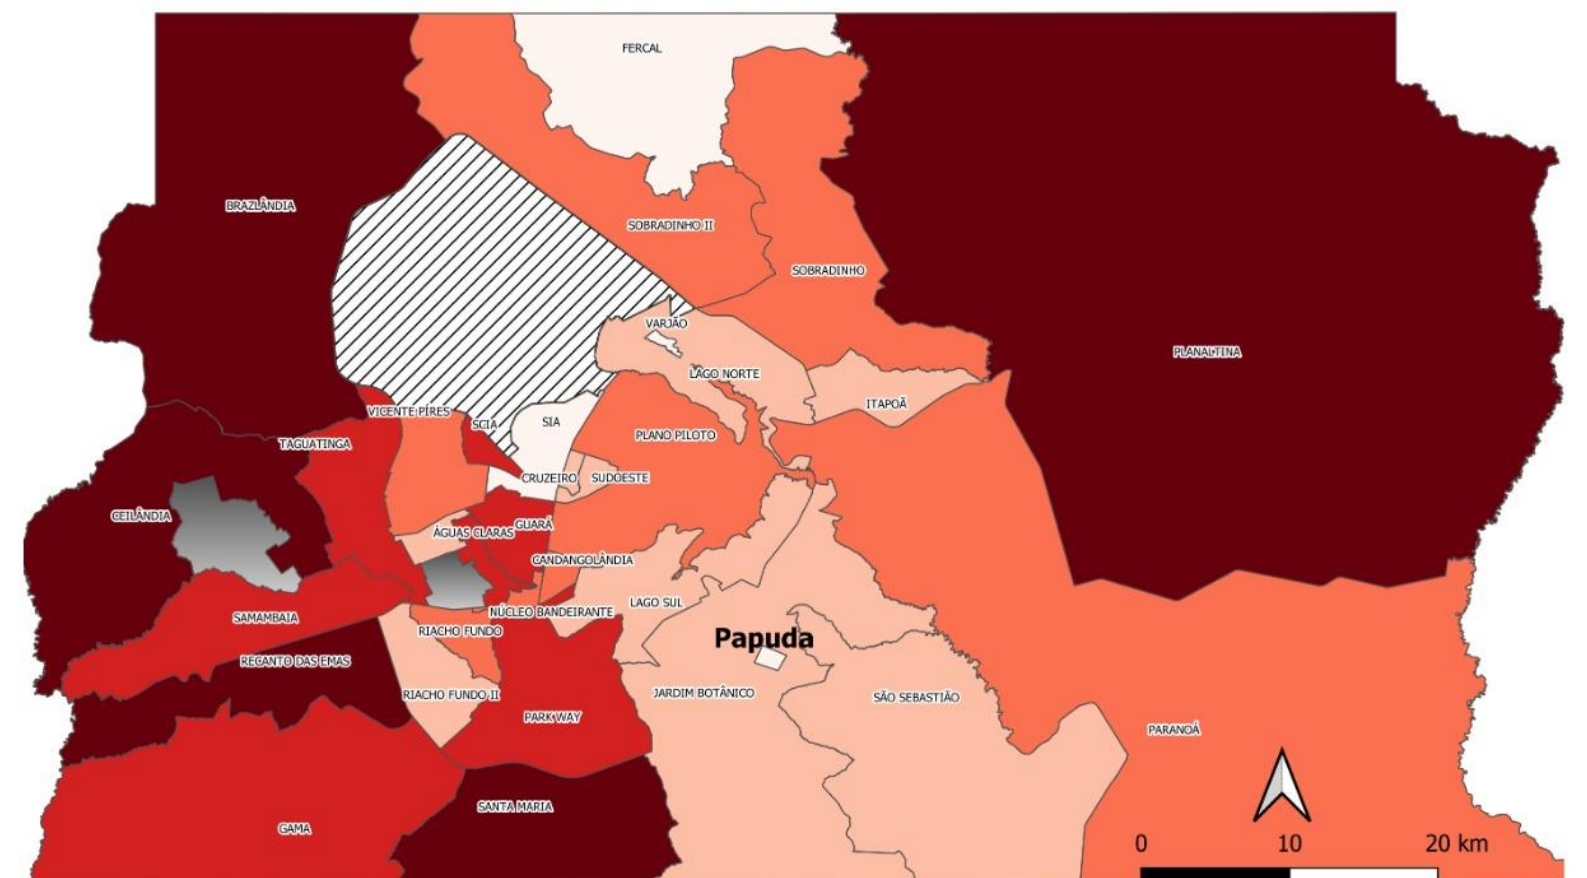 FERCAL
BRAZLÂNDIA
SOBRADINHO II
SOBRADINHO
VARJÃO
PLANALTINA
LAGO NORTE
ITAPOÃ
VICENTE PÍRES
SCIA
SIA
PLANO PILOTO
TAGUATINGA
CRUZEIRO
SUDOESTE
CEILÂNDIA
ÁGUAS CLARAS
GUARÁ
CANDANGOLÂNDIA
LAGO SUL
NÚCLEO BANDEIRANTE
SAMAMBAIA
RIACHO FUNDO
Papuda
RECANTO DAS EMAS
RIACHO FUNDO II
JARDIM BOTÂNICO
SÃO SEBASTIÃO
PARK WAY
PARANOÁ
SANTA MARIA
GAMA
0 10 20 km